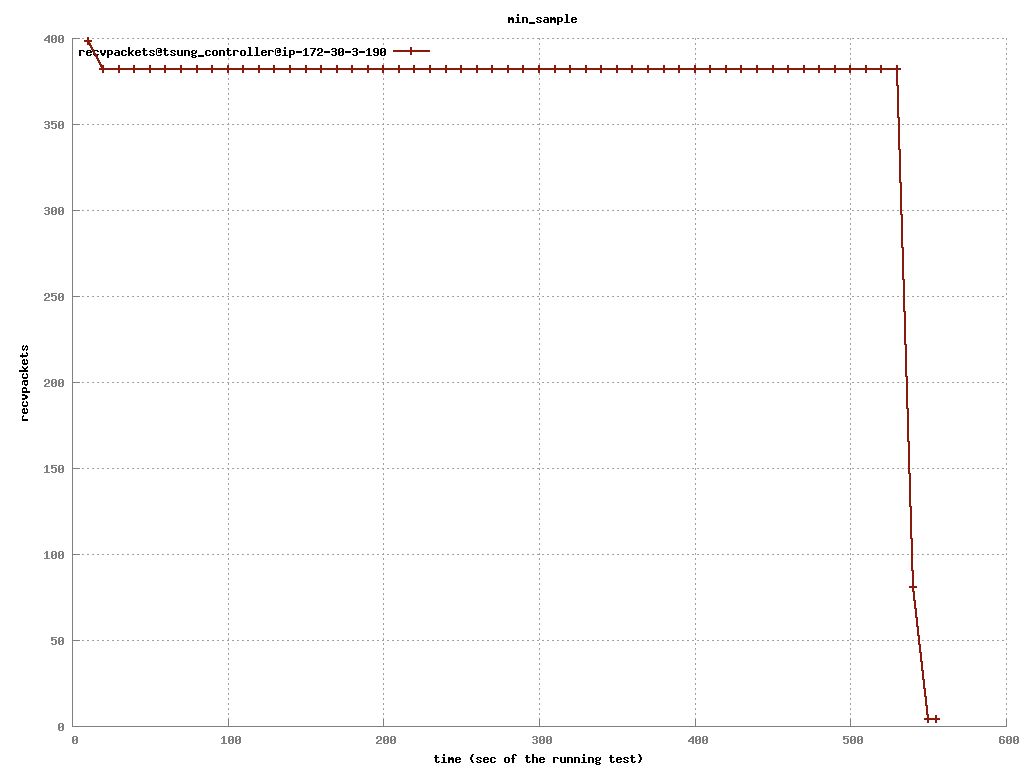 min_sample
400
recvpackets@tsung_controller@ip-172-30-3-190
350
300
250
200
150
100
50
0
recvpackets
0 100 200 300 400 500 600
time (sec of the running test)